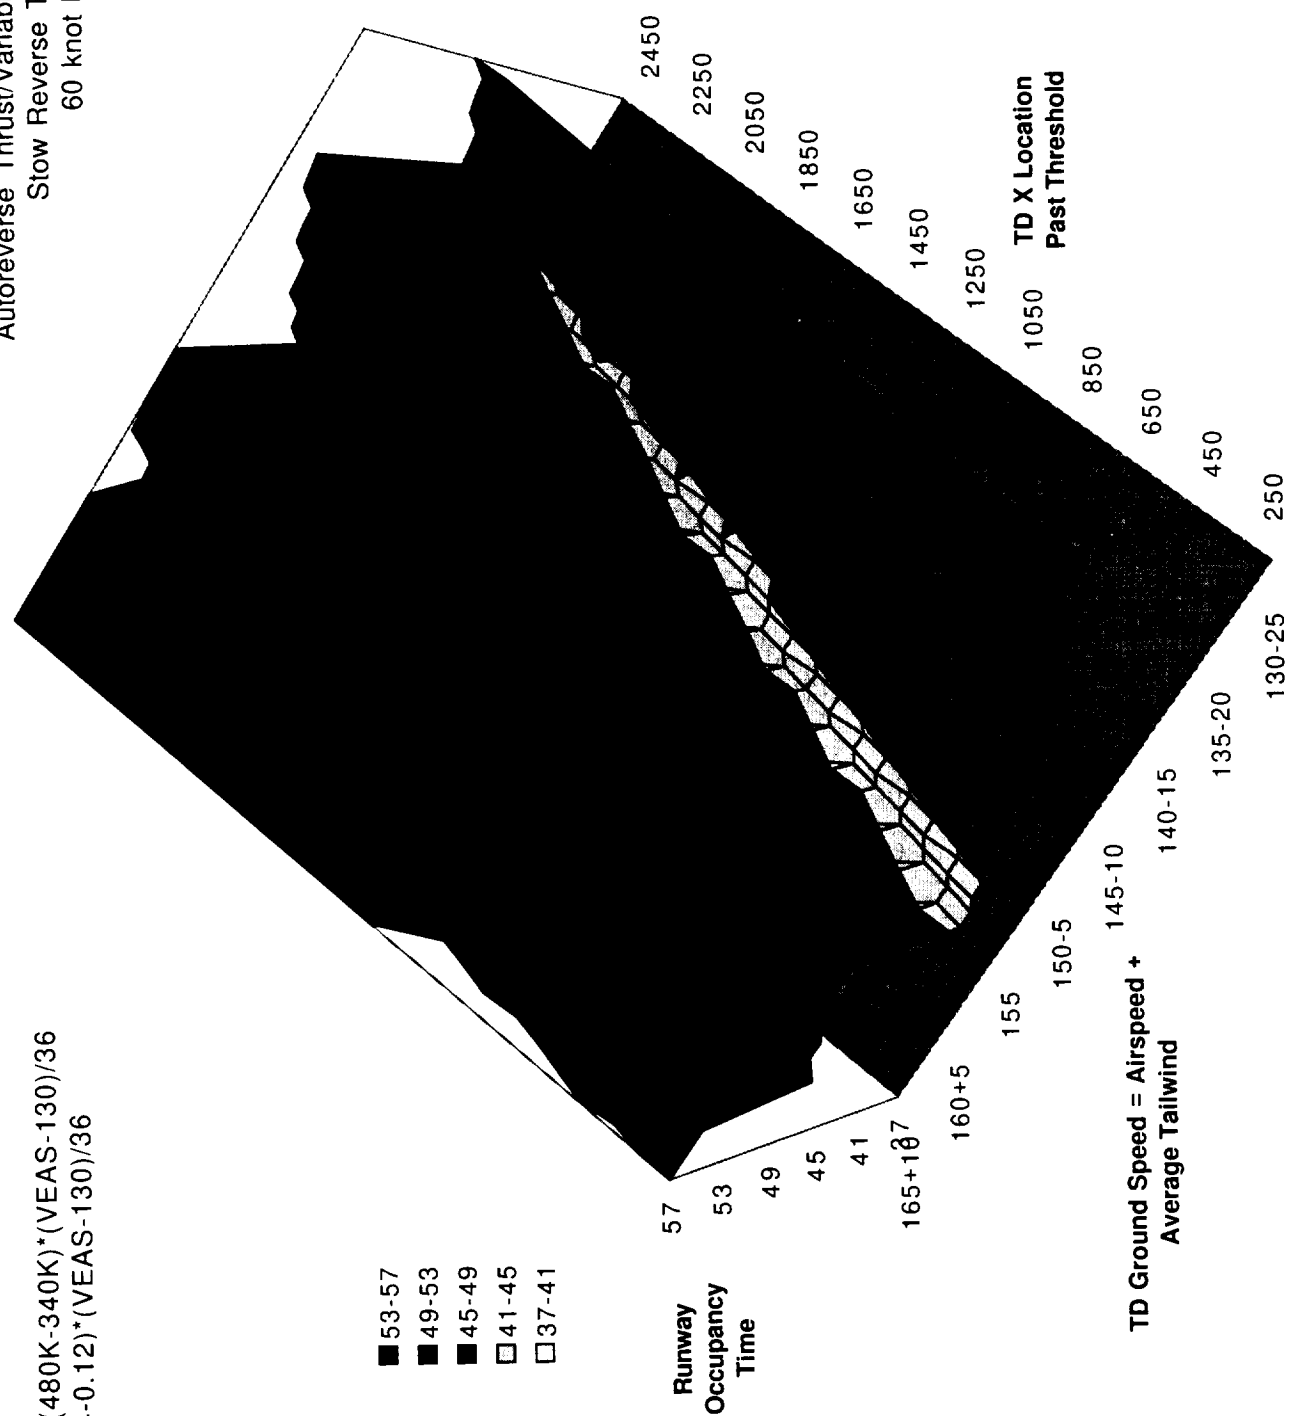 Autoreverse Thrust/Variab
Stow Reverse T
60 knot
(480K-340K)*(VEAS-130)/36
-0.12)*(VEAS-130)/36
53-57
49-53
45-49
41-45
37-41
Runway
Occupancy
Time
57
53
49
45
41
37
165+10
160+5
155
150-5
145-10
140-15
135-20
130-25
TD Ground Speed = Airspeed +
Average Tailwind
250
450
650
850
1050
1250
1450
1650
1850
2050
2250
2450
TD X Location
Past Threshold